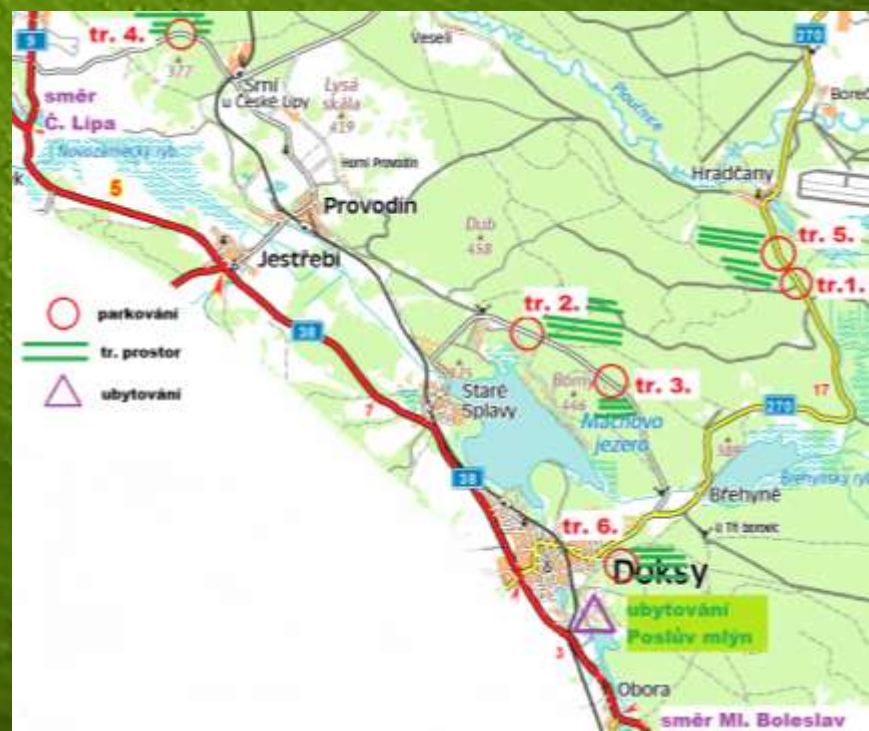 9
tr. 4.
377
Srní
u České Lípy
Lysá
skála
419
Veselí
Ploučnice
270
směr
Č. Lípa
Novozámecký ryb.
Horní Provodín
Hradčany
5
Provodín
Dub
458
Jestřebí
tr. 5.
tr.1.
parkování
tr. prostor
ubytování
38
tr. 2.
tr. 3.
Borný
446
Staré
Splavy
7
Máchovo
jezero
17
270
38
Břehyně
Břehyňský ryb.
tr. 6.
Doksy
ubytování
Poslův mlýn
3
Obora
směr Ml. Boleslav